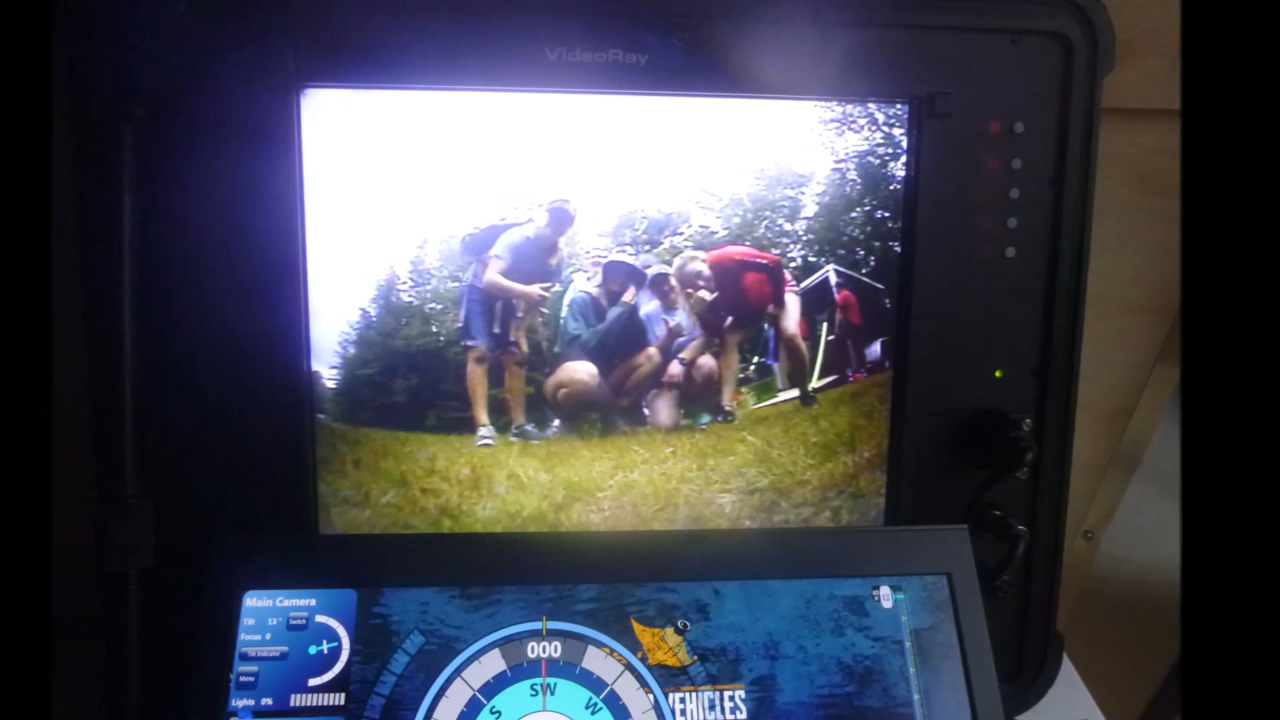 VideoRay
Main Camera
Tilt 13° Switch
Focus 0
Tilt Indicator
Menu
Lights 0%
000
S SW W
VEHICLES